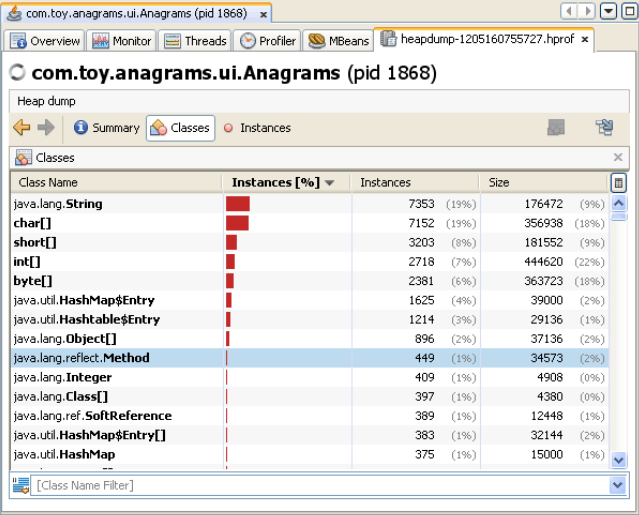 com.toy.anagrams.ui.Anagrams (pid 1868)
Overview Monitor Threads Profiler MBeans heapdump-1205160755727.hprof
com.toy.anagrams.ui.Anagrams (pid 1868)
Heap dump
Summary Classes Instances
Classes
Class Name Instances [%] Instances Size
java.lang.String 7353 (19%) 176472 (9%)
char[] 7152 (19%) 356938 (18%)
short[] 3203 (8%) 181552 (9%)
int[] 2718 (7%) 444620 (22%)
byte[] 2381 (6%) 363723 (18%)
java.util.HashMap$Entry 1625 (4%) 39000 (2%)
java.util.Hashtable$Entry 1214 (3%) 29136 (1%)
java.lang.Object[] 896 (2%) 37136 (2%)
java.lang.reflect.Method 449 (1%) 34573 (2%)
java.lang.Integer 409 (1%) 4908 (0%)
java.lang.Class[] 397 (1%) 4380 (0%)
java.lang.ref.SoftReference 389 (1%) 12448 (1%)
java.util.HashMap$Entry[] 383 (1%) 32144 (2%)
java.util.HashMap 375 (1%) 15000 (1%)
[Class Name Filter]